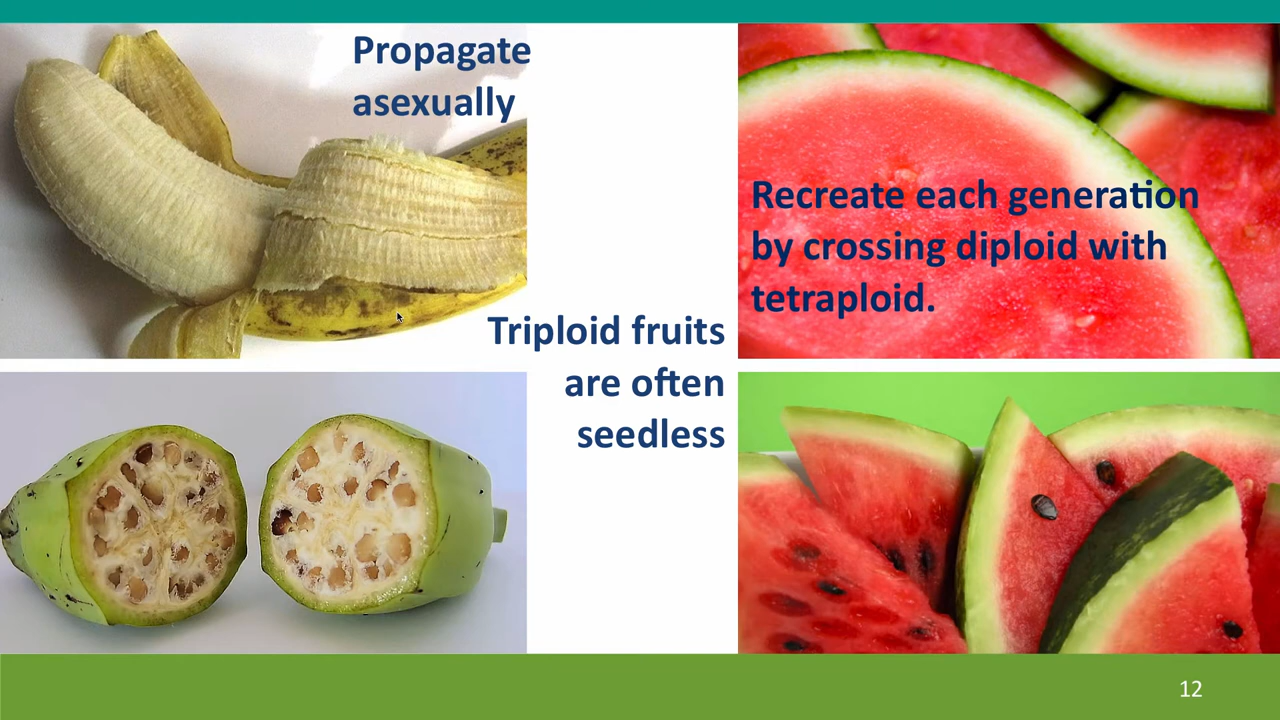 Propagate
asexually
Recreate each generation
by crossing diploid with
tetraploid.
Triploid fruits
are often
seedless
12